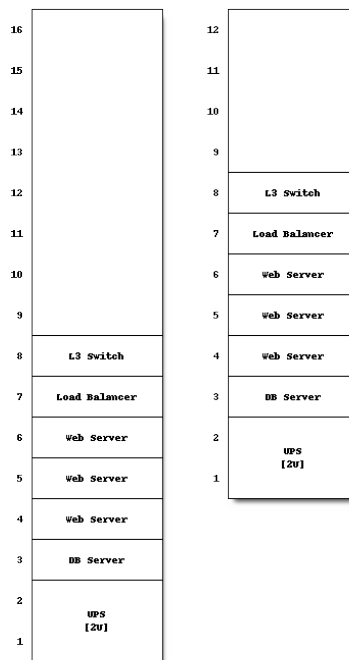 16
15
14
13
12
11
10
9
8 L3 Switch
7 Load Balancer
6 Web Server
5 Web Server
4 Web Server
3 DB Server
2
UPS
[2U]
1
12
11
10
9
8 L3 Switch
7 Load Balancer
6 Web Server
5 Web Server
4 Web Server
3 DB Server
2
UPS
[2U]
1